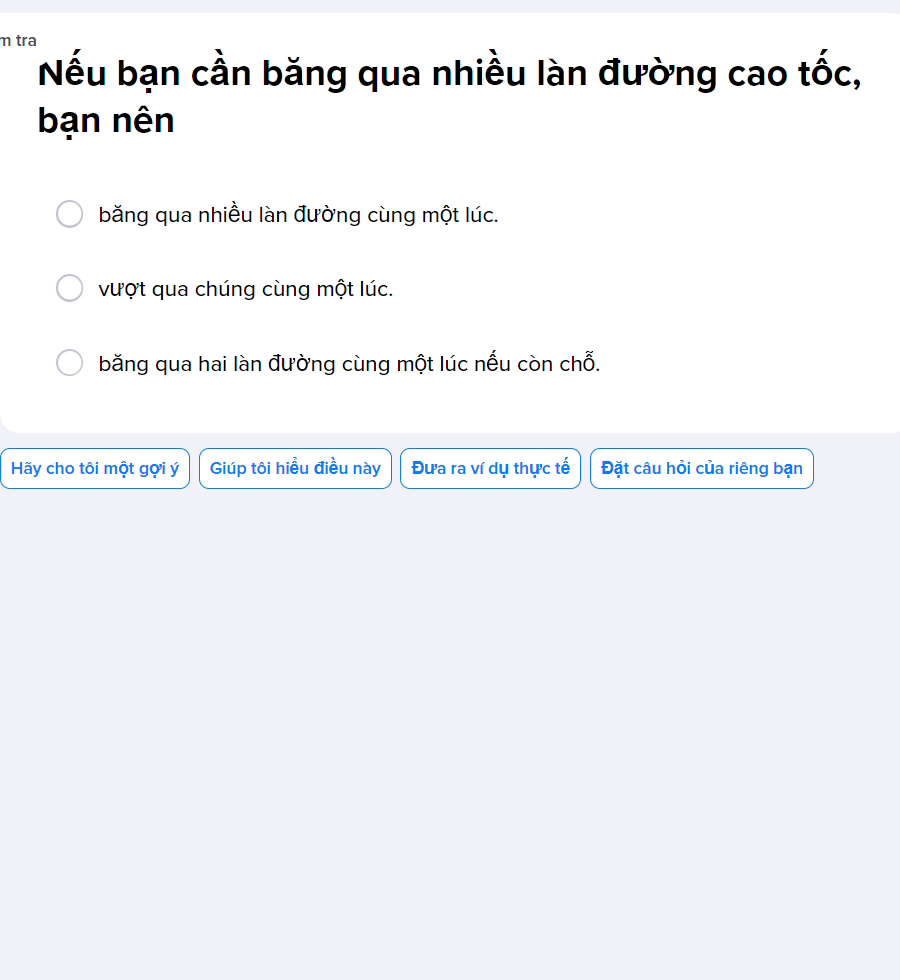 m tra
Nếu bạn cần băng qua nhiều làn đường cao tốc,
bạn nên
băng qua nhiều làn đường cùng một lúc.
vượt qua chúng cùng một lúc.
băng qua hai làn đường cùng một lúc nếu còn chỗ.
Hãy cho tôi một gợi ý Giúp tôi hiểu điều này Đưa ra ví dụ thực tế Đặt câu hỏi của riêng bạn